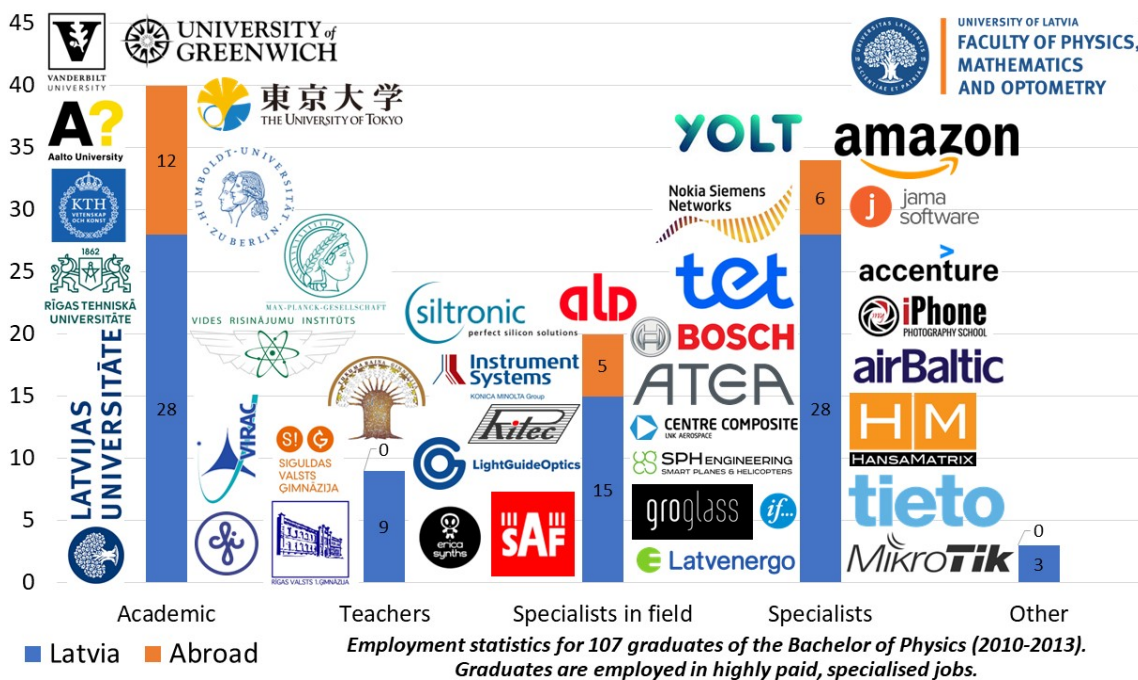 45
40
35
30
25
20
15
10
5
0
V
VANDERBILT
UNIVERSITY
UNIVERSITY of
GREENWICH
UNIVERSITY OF LATVIA
FACULTY OF PHYSICS,
MATHEMATICS
AND OPTOMETRY
A?
Aalto University
東京大学
THE UNIVERSITY OF TOKYO
KTH
VETENSKAP
OCH KONST
HUMBOLDT-UNIVERSITÄT
ZU BERLIN
1862
RĪGAS TEHNISKĀ
UNIVERSITĀTE
MAX-PLANCK-GESELLSCHAFT
VIDES RISINĀJUMU INSTITŪTS
LATVIJAS
UNIVERSITĀTE
VIRAC
S! Ģ
SIGULDAS
VALSTS
ĢIMNĀZIJA
RĪGAS VALSTS 1.ĢIMNĀZIJA
12
28
0
9
siltronic
perfect silicon solutions
Instrument
Systems
KONICA MINOLTA Group
LightGuideOptics
erica
synths
SAF
ALD
5
15
YOLT
Nokia Siemens
Networks
tet
BOSCH
ATEA
CENTRE COMPOSITE
LNK AEROSPACE
SPH ENGINEERING
SMART PLANES & HELICOPTERS
groglass
if...
Latvenergo
6
28
amazon
j
jama
software
accenture
my
iPhone
PHOTOGRAPHY SCHOOL
airBaltic
HM
HANSAMATRIX
tieto
MikroTik
0
3
Academic
Teachers
Specialists in field
Specialists
Other
Latvia
Abroad
Employment statistics for 107 graduates of the Bachelor of Physics (2010-2013).
Graduates are employed in highly paid, specialised jobs.